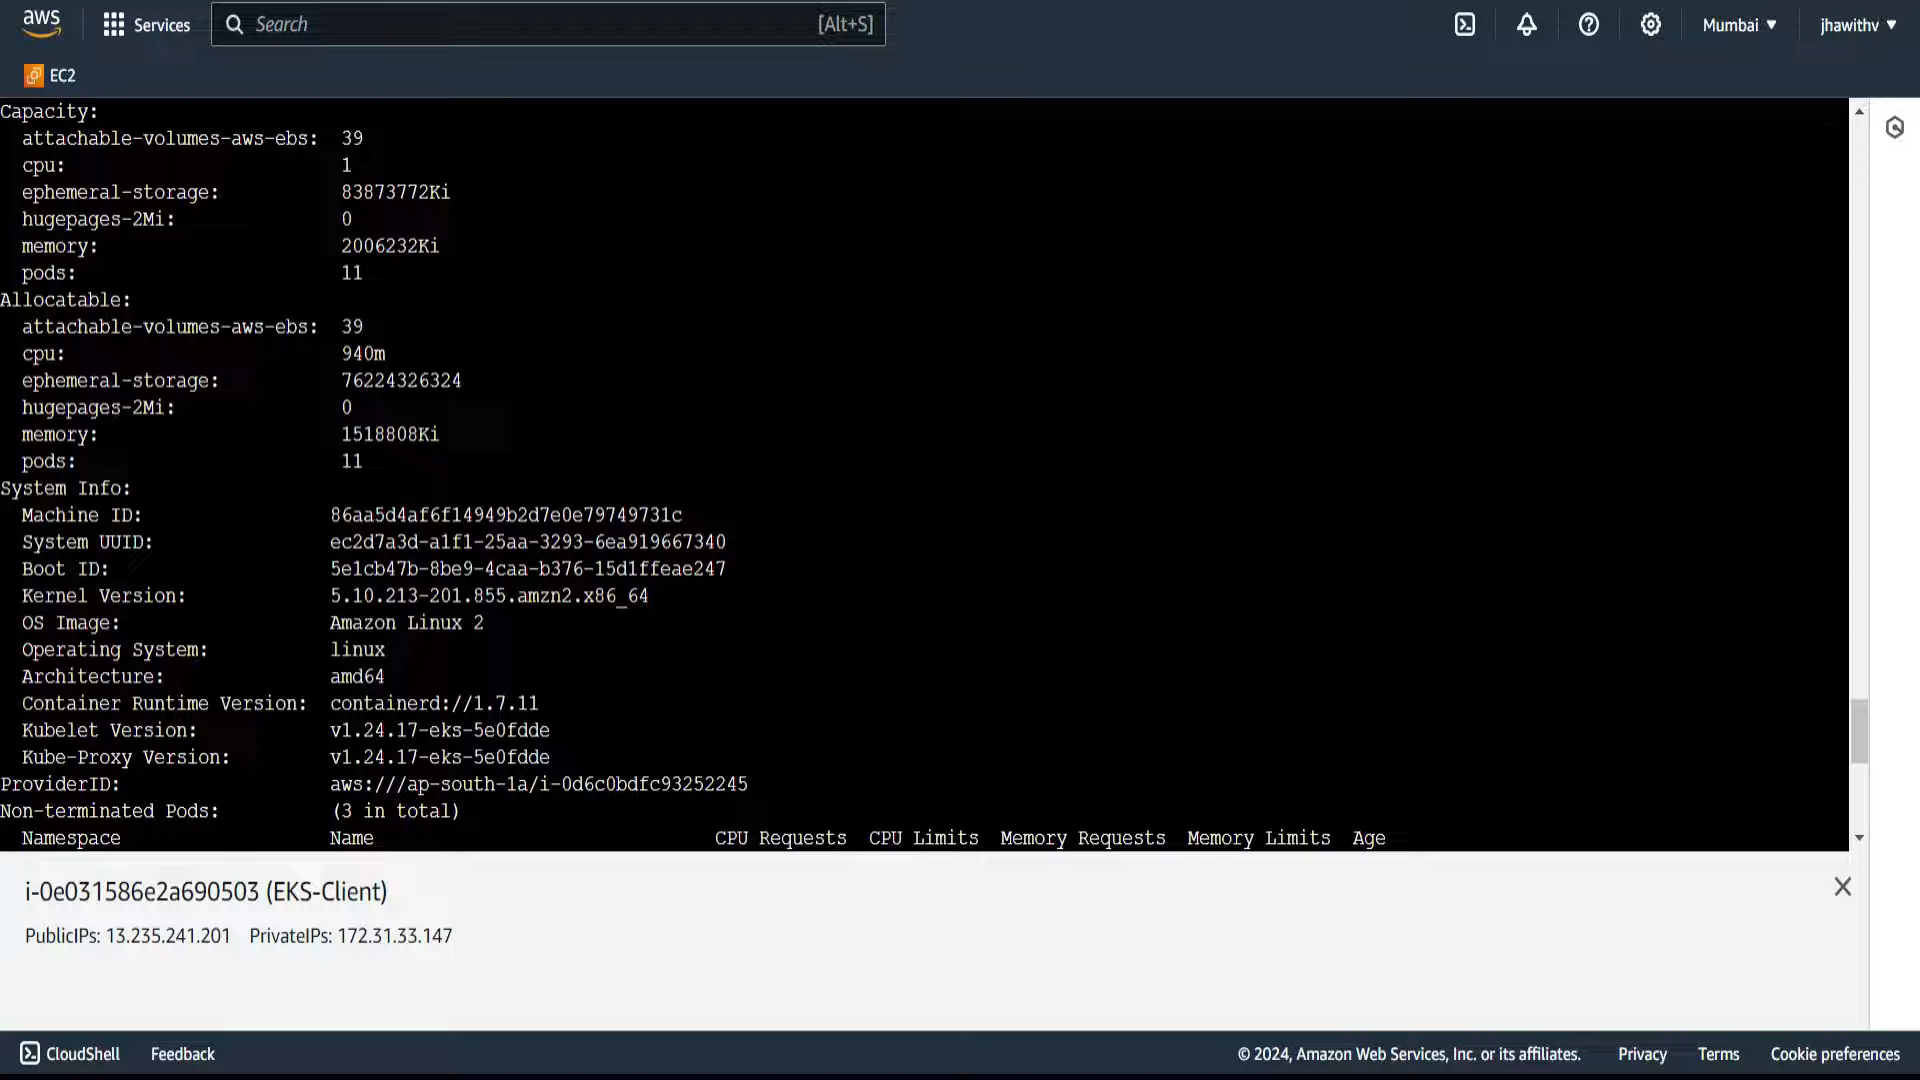 aws Services Search [Alt+S] Mumbai ▼ jhawithv ▼
EC2
Capacity:
attachable-volumes-aws-ebs: 39
cpu: 1
ephemeral-storage: 83873772Ki
hugepages-2Mi: 0
memory: 2006232Ki
pods: 11
Allocatable:
attachable-volumes-aws-ebs: 39
cpu: 940m
ephemeral-storage: 76224326324
hugepages-2Mi: 0
memory: 1518808Ki
pods: 11
System Info:
Machine ID: 86aa5d4af6f14949b2d7e0e79749731c
System UUID: ec2d7a3d-a1f1-25aa-3293-6ea919667340
Boot ID: 5e1cb47b-8be9-4caa-b376-15d1ffeae247
Kernel Version: 5.10.213-201.855.amzn2.x86_64
OS Image: Amazon Linux 2
Operating System: linux
Architecture: amd64
Container Runtime Version: containerd://1.7.11
Kubelet Version: v1.24.17-eks-5e0fdde
Kube-Proxy Version: v1.24.17-eks-5e0fdde
ProviderID: aws:///ap-south-1a/i-0d6c0bdfc93252245
Non-terminated Pods: (3 in total)
Namespace Name CPU Requests CPU Limits Memory Requests Memory Limits Age
i-0e031586e2a690503 (EKS-Client)
PublicIPs: 13.235.241.201 PrivateIPs: 172.31.33.147
CloudShell Feedback © 2024, Amazon Web Services, Inc. or its affiliates. Privacy Terms Cookie preferences